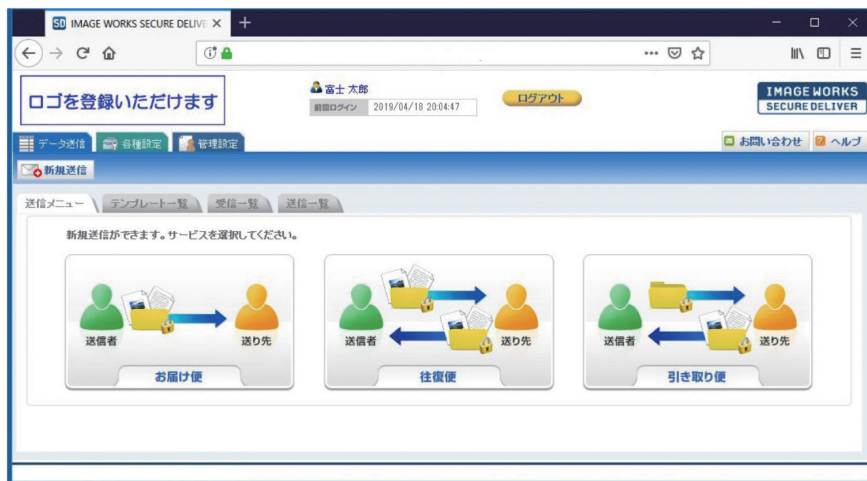 SD IMAGE WORKS SECURE DELIVE
ロゴを登録いただけます
富士 太郎
前回ログイン 2019/04/18 20:04:47
ログアウト
IMAGE WORKS
SECURE DELIVER
データ送信 各種設定 管理設定
お問い合わせ ヘルプ
新規送信
送信メニュー テンプレート一覧 受信一覧 送信一覧
新規送信ができます。サービスを選択してください。
送信者 送り先 送信者 送り先 送信者 送り先
お届け便 往復便 引き取り便